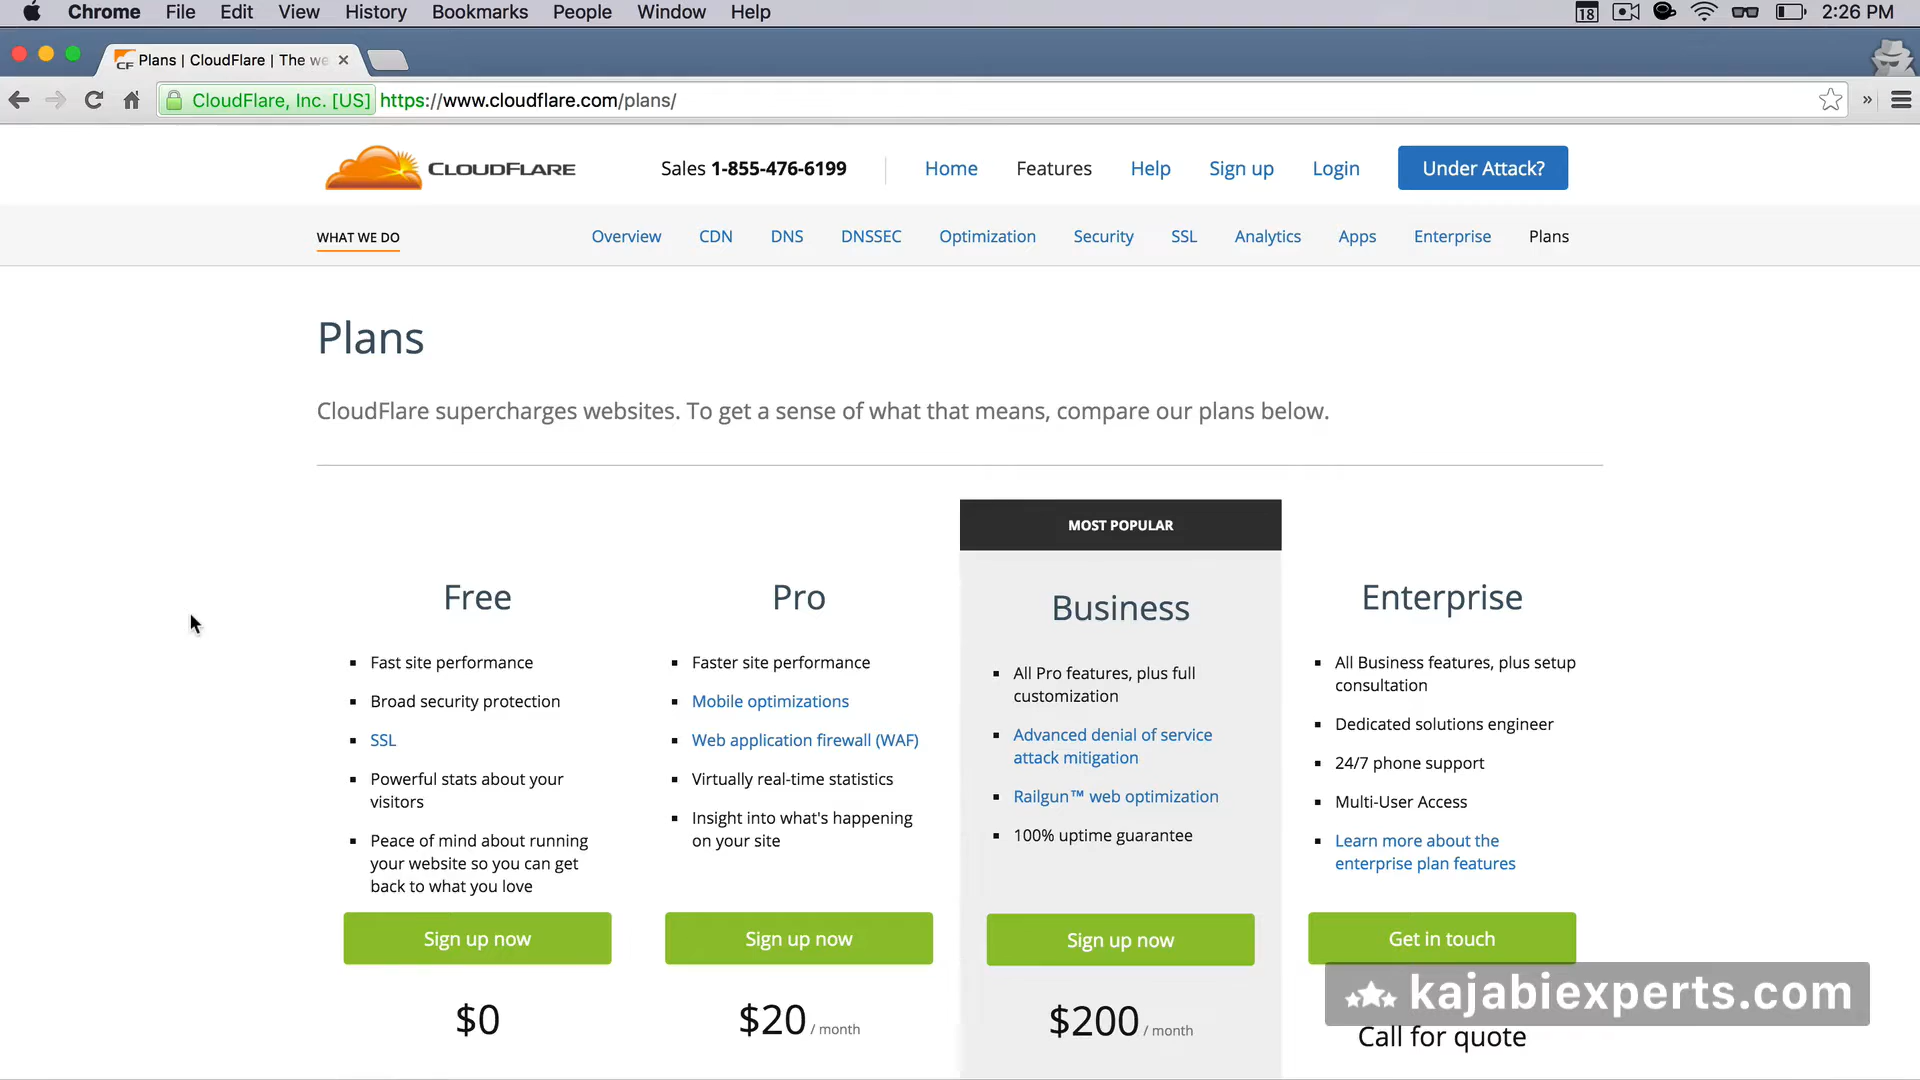 Chrome File Edit View History Bookmarks People Window Help 18 2:26 PM
CF Plans | CloudFlare | The we
CloudFlare, Inc. [US] https://www.cloudflare.com/plans/ »
CLOUDFLARE Sales 1-855-476-6199 Home Features Help Sign up Login Under Attack?
WHAT WE DO Overview CDN DNS DNSSEC Optimization Security SSL Analytics Apps Enterprise Plans
Plans
CloudFlare supercharges websites. To get a sense of what that means, compare our plans below.
Free
Fast site performance
Broad security protection
SSL
Powerful stats about your
visitors
Peace of mind about running
your website so you can get
back to what you love
Sign up now
$0
Pro
Faster site performance
Mobile optimizations
Web application firewall (WAF)
Virtually real-time statistics
Insight into what's happening
on your site
Sign up now
$20 / month
MOST POPULAR
Business
All Pro features, plus full
customization
Advanced denial of service
attack mitigation
Railgun™ web optimization
100% uptime guarantee
Sign up now
$200 / month
Enterprise
All Business features, plus setup
consultation
Dedicated solutions engineer
24/7 phone support
Multi-User Access
Learn more about the
enterprise plan features
Get in touch
kajabiexperts.com
Call for quote